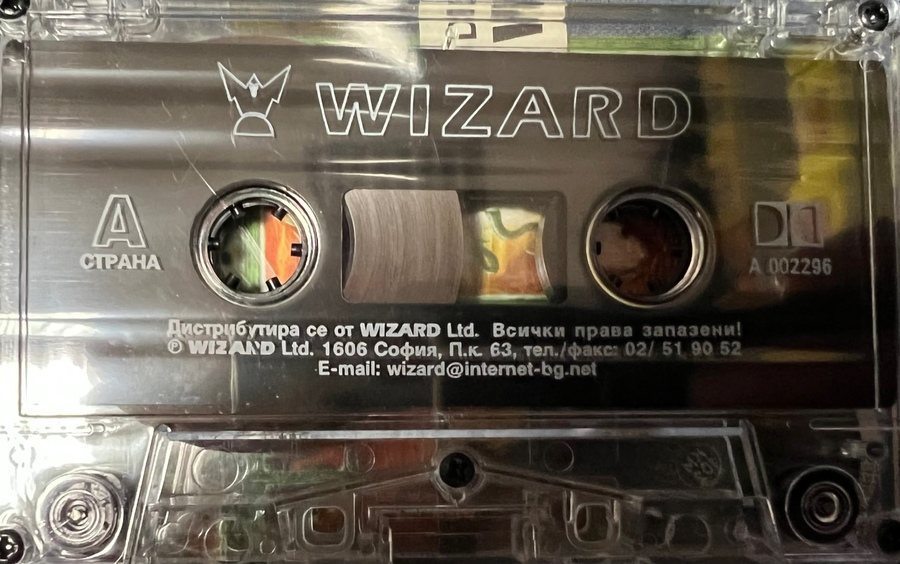 WIZARD
А
СТРАНА
А 002296
Дистрибутира се от WIZARD Ltd. Всички права запазени!
℗ WIZARD Ltd. 1606 София, П.к. 63, тел./факс: 02/ 51 90 52
E-mail: wizard@internet-bg.net